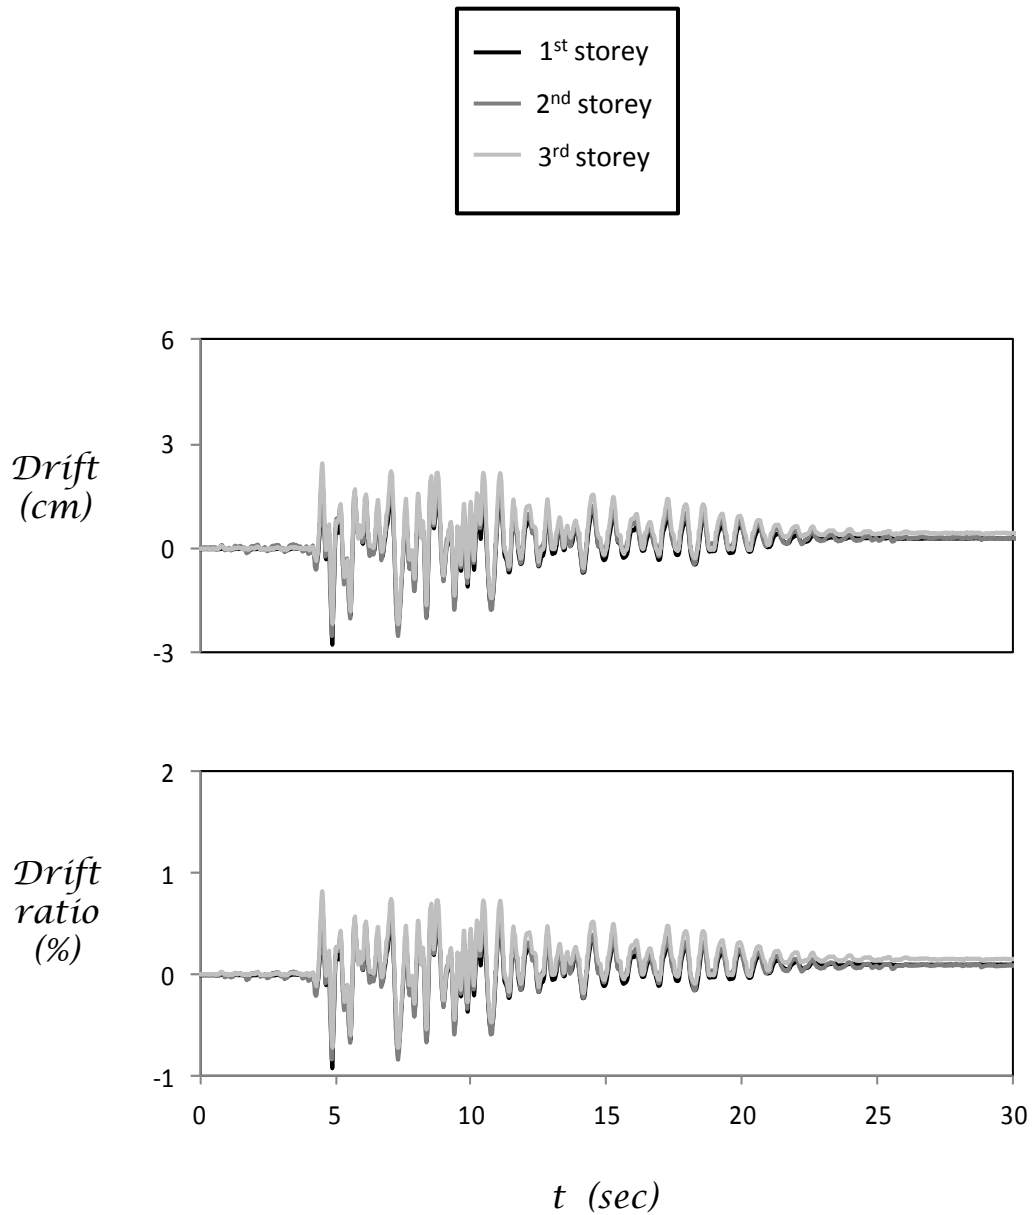 1st storey
2nd storey
3rd storey
6
3
0
-3
Drift
(cm)
2
1
0
-1
Drift
ratio
(%)
0 5 10 15 20 25 30
t (sec)